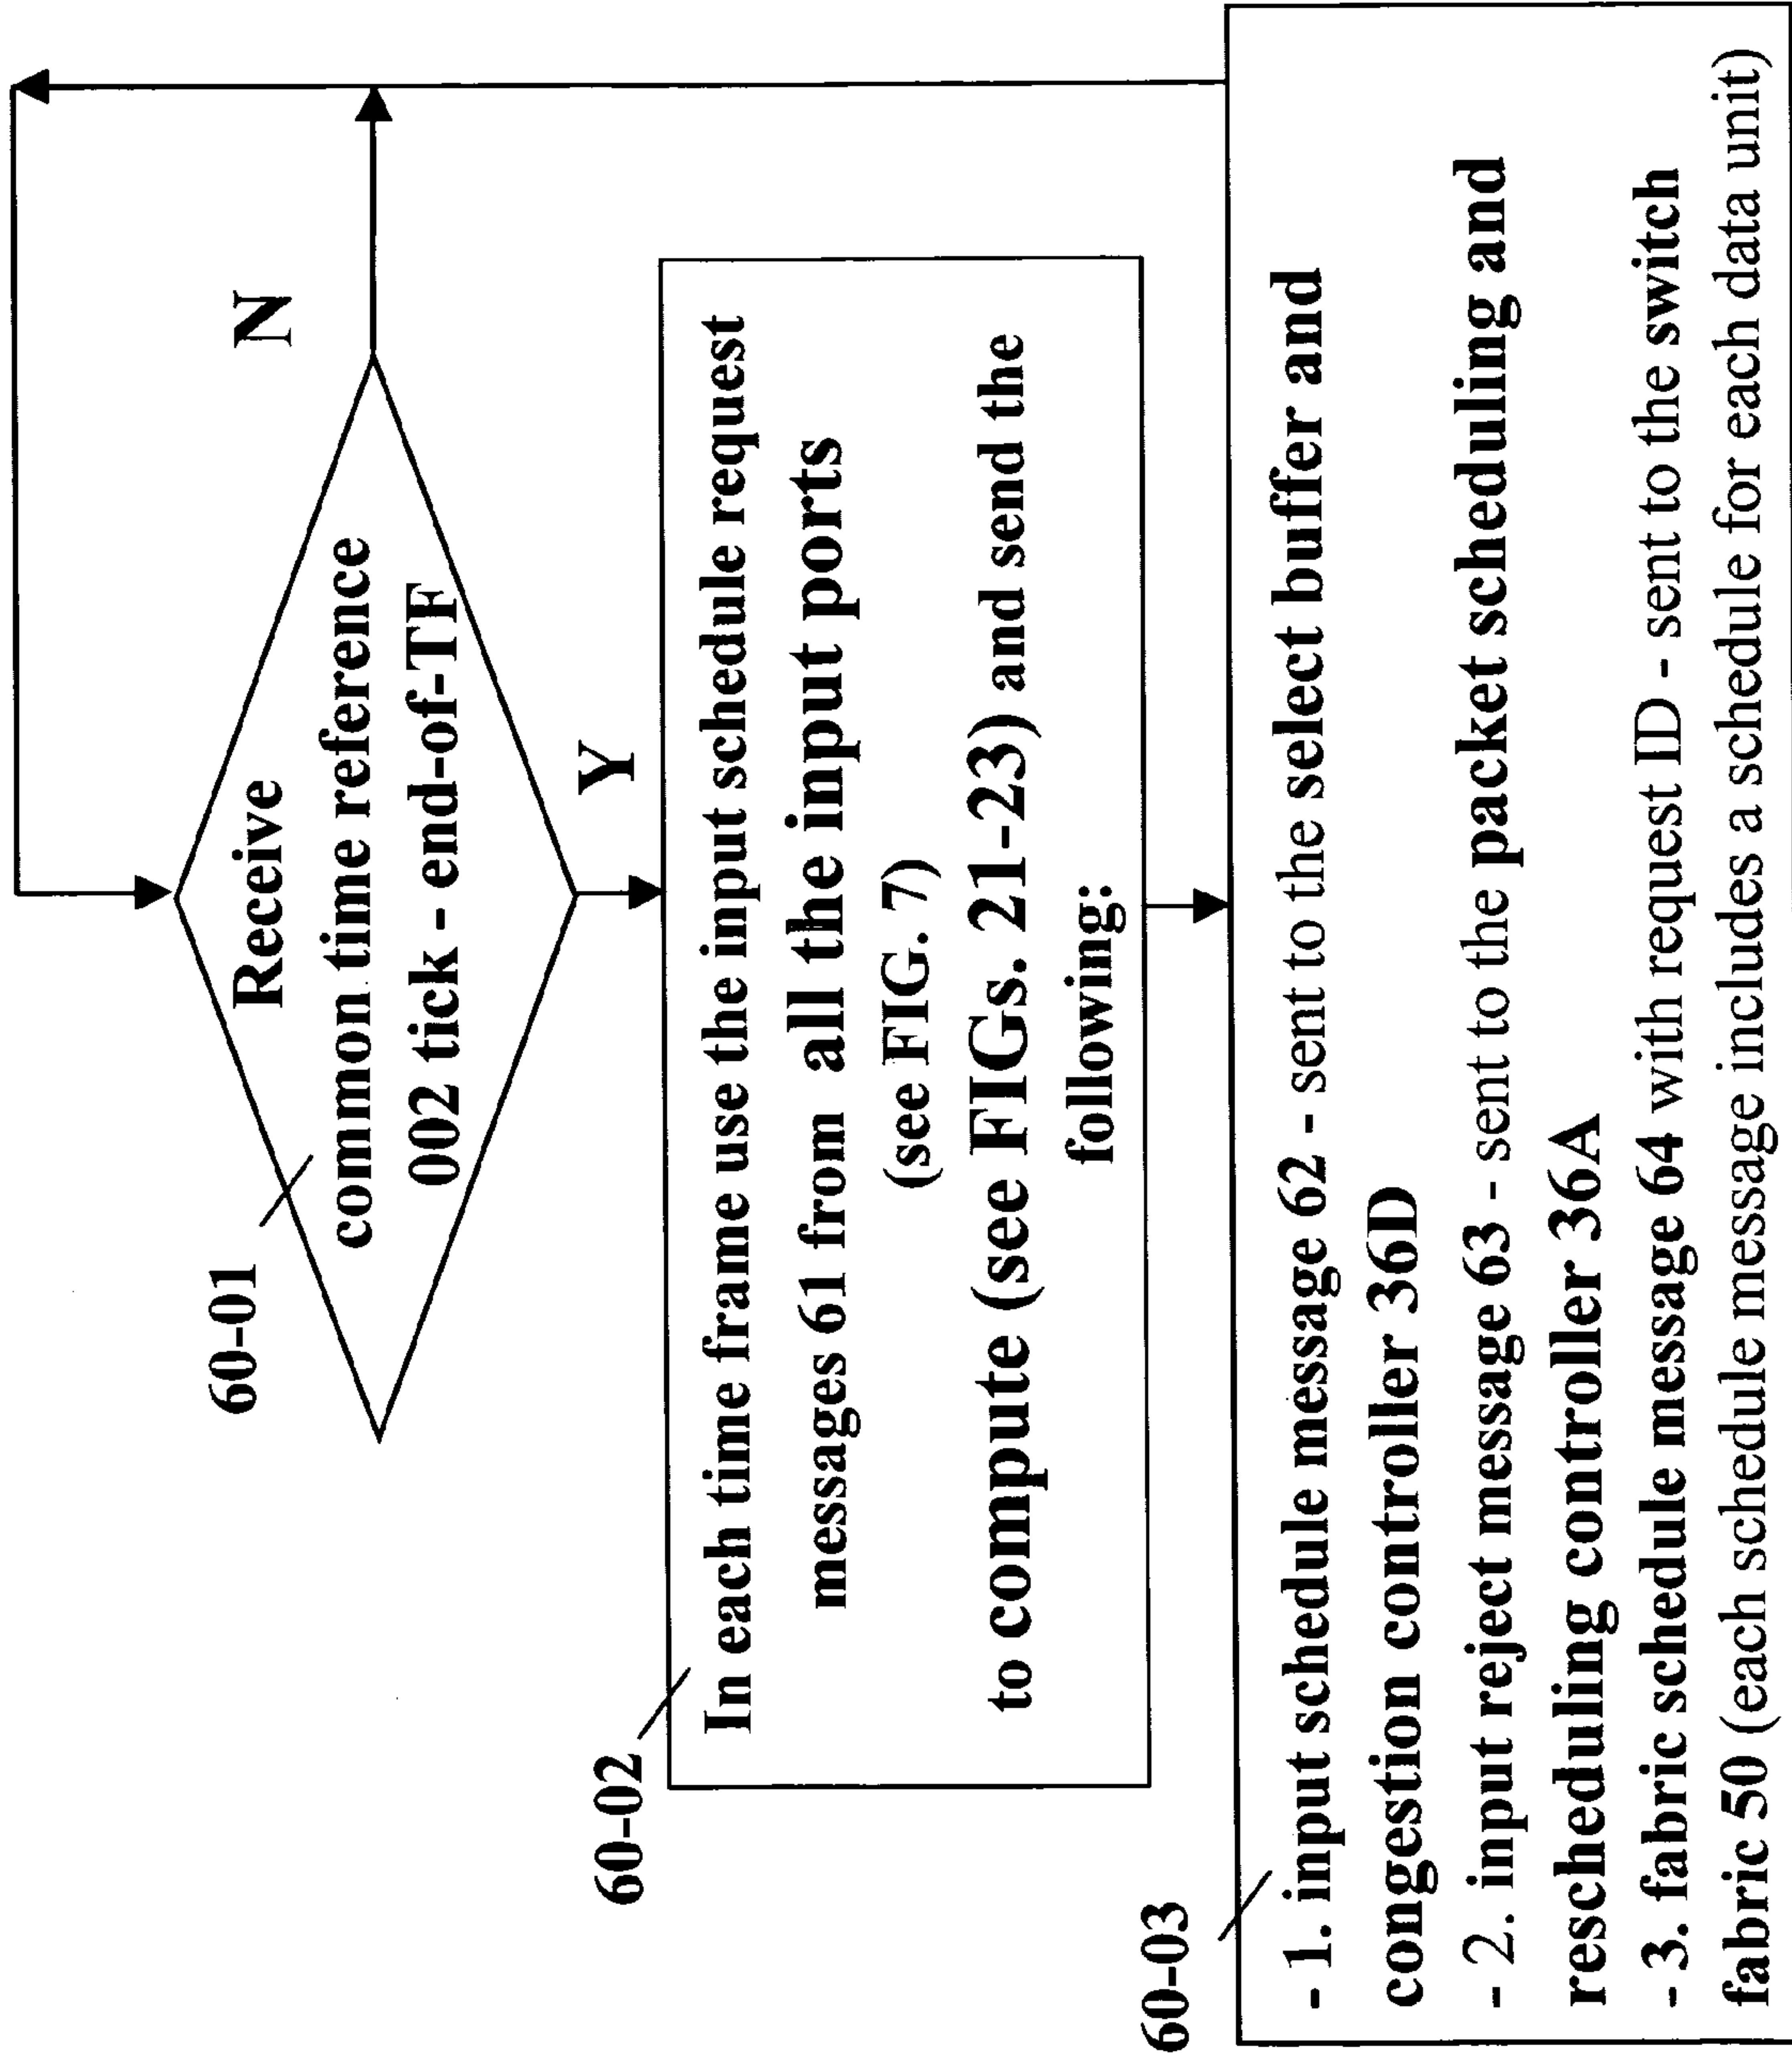 60-01
Receive
common time reference
002 tick - end-of-TF
N
Y
60-02
In each time frame use the input schedule request
messages 61 from all the input ports
(see FIG. 7)
to compute (see FIGs. 21-23) and send the
following:
60-03
- 1. input schedule message 62 - sent to the select buffer and
congestion controller 36D
- 2. input reject message 63 - sent to the packet scheduling and
rescheduling controller 36A
- 3. fabric schedule message 64 with request ID - sent to the switch
fabric 50 (each schedule message includes a schedule for each data unit)